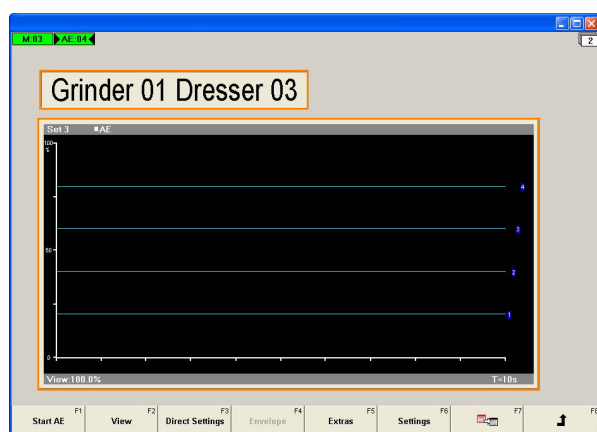 M:03 AE:04
2
Grinder 01 Dresser 03
Set 3 AE
100
%
4
3
50
2
1
0
View:100.0% T=10s
F1 F2 F3 F4 F5 F6 F7 F8
Start AE View Direct Settings Envelope Extras Settings